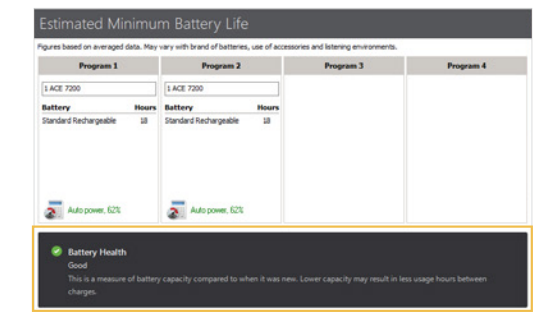 Estimated Minimum Battery Life
Figures based on averaged data. May vary with brand of batteries, use of accessories and listening environments.
Program 1 Program 2 Program 3 Program 4
1 ACE 7200 1 ACE 7200
Battery Hours Battery Hours
Standard Rechargeable 18 Standard Rechargeable 18
Auto power, 62% Auto power, 62%
Battery Health
Good
This is a measure of battery capacity compared to when it was new. Lower capacity may result in less usage hours between
charges.